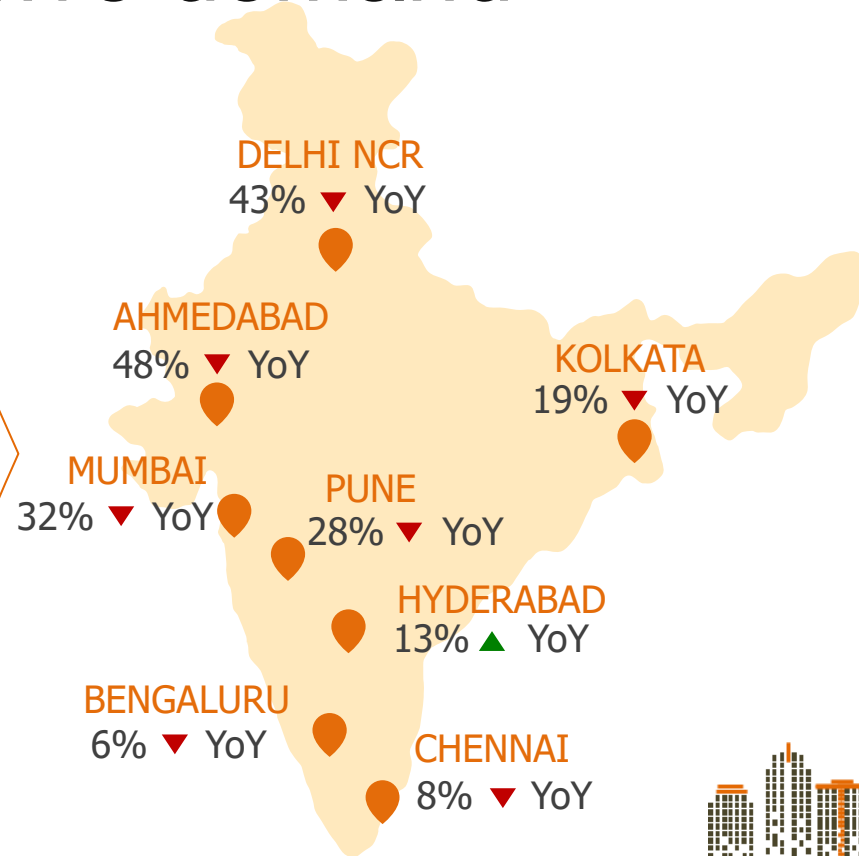 DELHI NCR
43% ▼ YoY
AHMEDABAD
48% ▼ YoY
KOLKATA
19% ▼ YoY
MUMBAI
32% ▼ YoY
PUNE
28% ▼ YoY
HYDERABAD
13% ▲ YoY
BENGALURU
6% ▼ YoY
CHENNAI
8% ▼ YoY